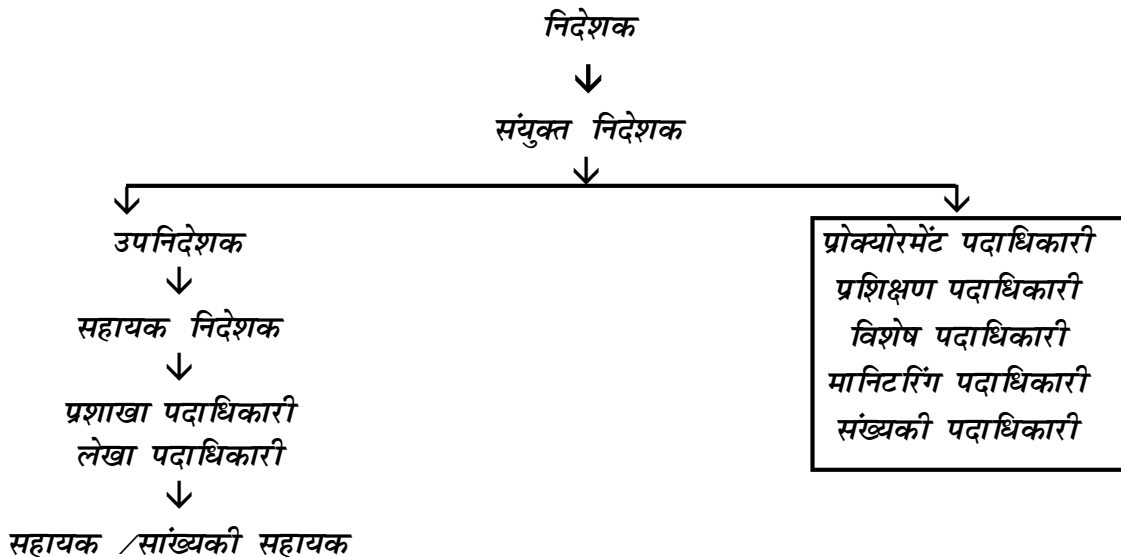 निदेशक
संयुक्त निदेशक
उपनिदेशक
सहायक निदेशक
प्रशाखा पदाधिकारी
लेखा पदाधिकारी
सहायक /सांख्यकी सहायक
प्रोक्योरमेंट पदाधिकारी
प्रशिक्षण पदाधिकारी
विशेष पदाधिकारी
मानिटरिंग पदाधिकारी
संख्यकी पदाधिकारी